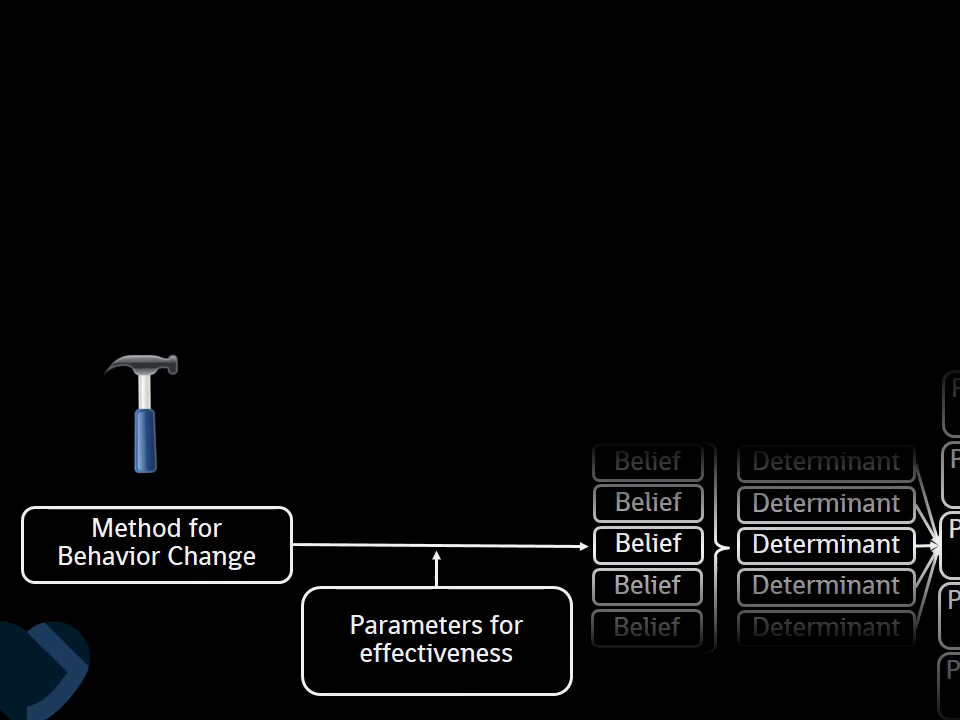 Method for
Behavior Change
Parameters for
effectiveness
Belief
Belief
Belief
Belief
Belief
Determinant
Determinant
Determinant
Determinant
Determinant
P
P
P
P
P